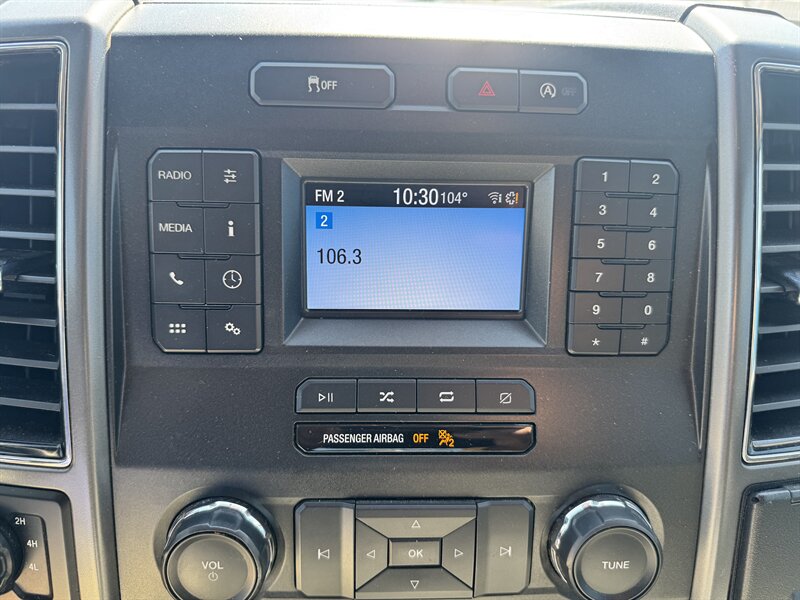 OFF
A OFF
RADIO
MEDIA
FM 2 10:30 104°
2
106.3
1 2
3 4
5 6
7 8
9 0
* #
PASSENGER AIRBAG OFF 2
2H
4H
4L
VOL
OK
TUNE